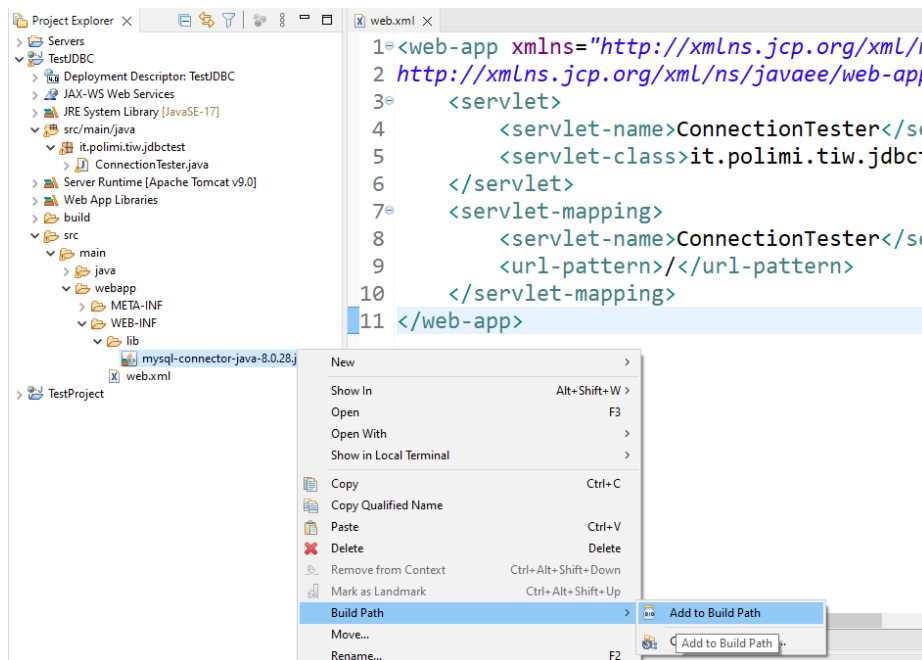 Project Explorer
Servers
TestJDBC
Deployment Descriptor: TestJDBC
JAX-WS Web Services
JRE System Library [JavaSE-17]
src/main/java
it.polimi.tiw.jdbctest
ConnectionTester.java
Server Runtime [Apache Tomcat v9.0]
Web App Libraries
build
src
main
java
webapp
META-INF
WEB-INF
lib
mysql-connector-java-8.0.28.j
web.xml
TestProject
web.xml
1 <web-app xmlns="http://xmlns.jcp.org/xml/
2 http://xmlns.jcp.org/xml/ns/javaee/web-app
3 <servlet>
4 <servlet-name>ConnectionTester</se
5 <servlet-class>it.polimi.tiw.jdbct
6 </servlet>
7 <servlet-mapping>
8 <servlet-name>ConnectionTester</se
9 <url-pattern>/</url-pattern>
10 </servlet-mapping>
11 </web-app>
New
Show In Alt+Shift+W
Open F3
Open With
Show in Local Terminal
Copy Ctrl+C
Copy Qualified Name
Paste Ctrl+V
Delete Delete
Remove from Context Ctrl+Alt+Shift+Down
Mark as Landmark Ctrl+Alt+Shift+Up
Build Path
Move...
Rename... F2
Add to Build Path
Add to Build Path